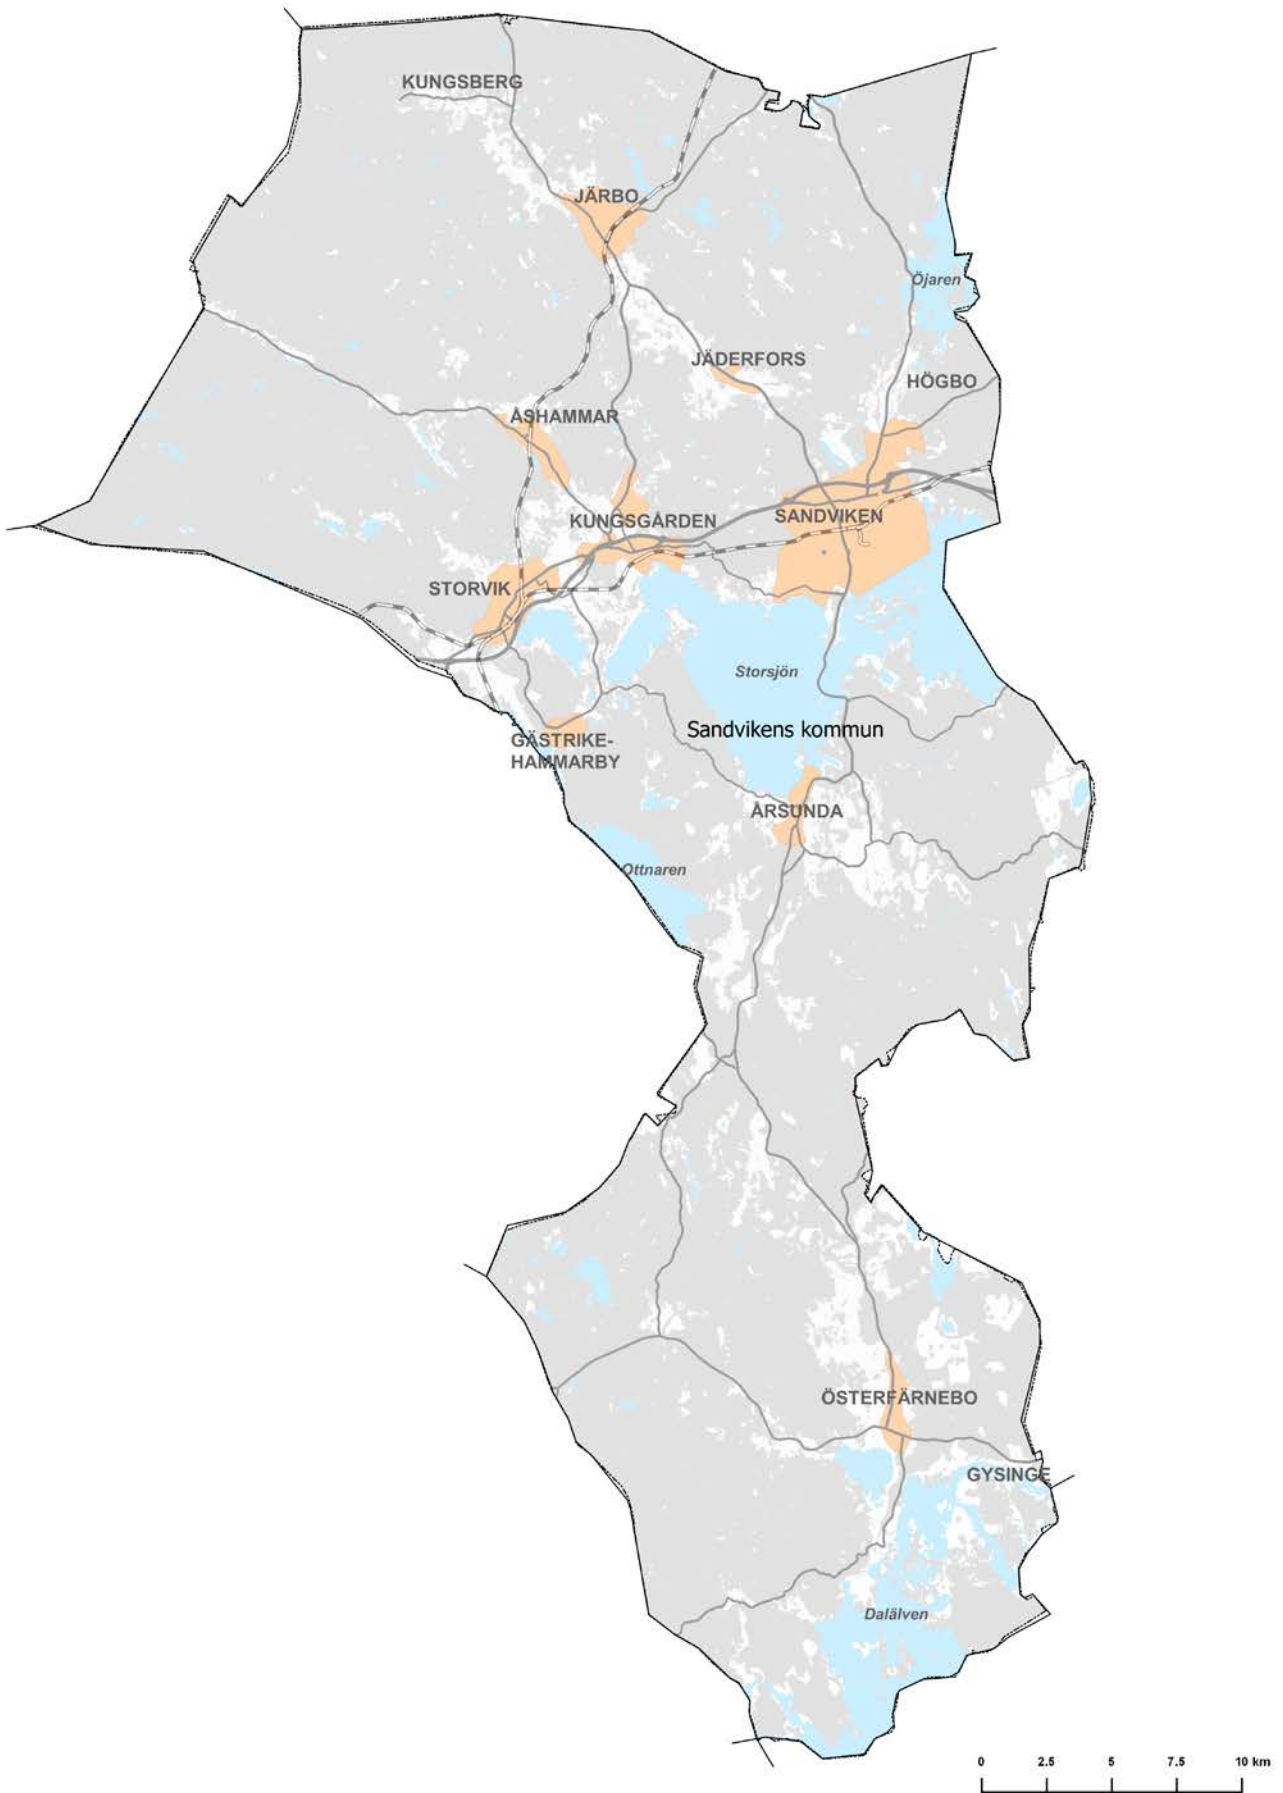 KUNGSBERG
JÄRBO
Öjaren
JÄDERFORS
HÖGBO
ÅSHAMMAR
KUNGSGÅRDEN
SANDVIKEN
STORVIK
Storsjön
Sandvikens kommun
GÄSTRIKE-
HAMMARBY
ÅRSUNDA
Ottnaren
ÖSTERFÄRNEBO
GYSINGE
Dalälven
0 2.5 5 7.5 10 km